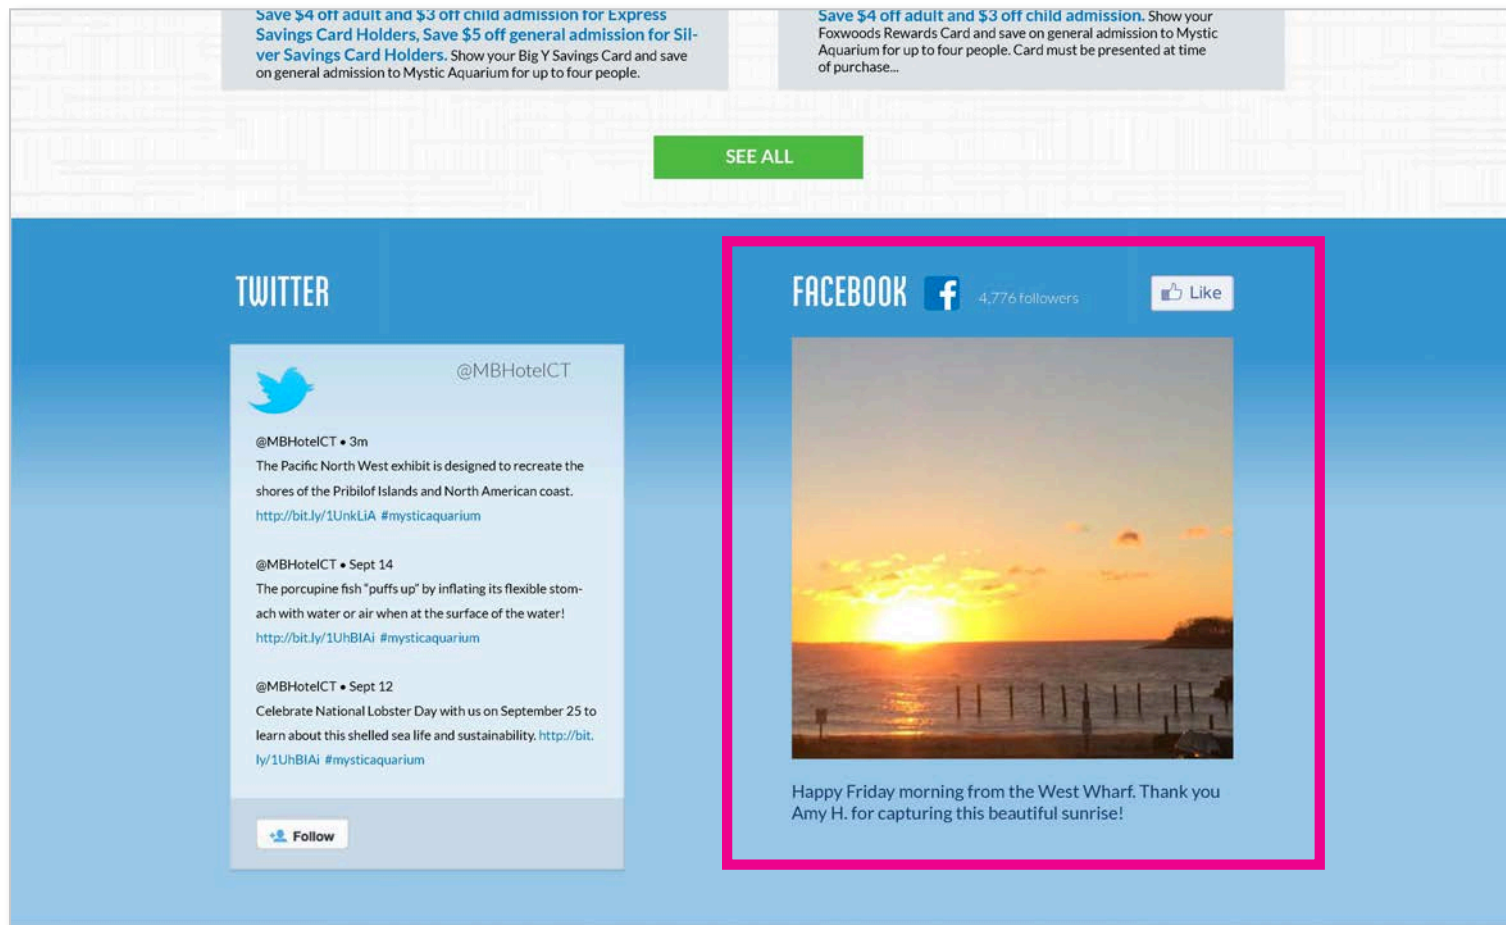 Save $4 off adult and $3 off child admission for Express
Savings Card Holders, Save $5 off general admission for Sil-
ver Savings Card Holders. Show your Big Y Savings Card and save
on general admission to Mystic Aquarium for up to four people.
Save $4 off adult and $3 off child admission. Show your
Foxwoods Rewards Card and save on general admission to Mystic
Aquarium for up to four people. Card must be presented at time
of purchase...
SEE ALL
TWITTER
@MBHotelCT
@MBHotelCT • 3m
The Pacific North West exhibit is designed to recreate the
shores of the Pribilof Islands and North American coast.
http://bit.ly/1UnkLiA #mysticaquarium
@MBHotelCT • Sept 14
The porcupine fish "puffs up" by inflating its flexible stom-
ach with water or air when at the surface of the water!
http://bit.ly/1UhBIAi #mysticaquarium
@MBHotelCT • Sept 12
Celebrate National Lobster Day with us on September 25 to
learn about this shelled sea life and sustainability. http://bit.
ly/1UhBIAi #mysticaquarium
Follow
FACEBOOK f 4,776 followers
Like
Happy Friday morning from the West Wharf. Thank you
Amy H. for capturing this beautiful sunrise!